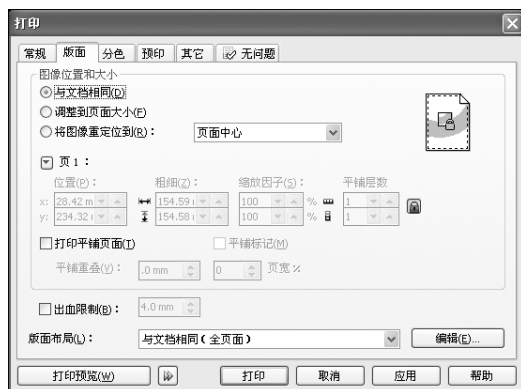 打印
常规 版面 分色 预印 其它 无问题
图像位置和大小
与文档相同(D)
调整到页面大小(F)
将图像重定位到(R)： 页面中心
页 1：
位置(P)： 粗细(Z)： 缩放因子(S)： 平铺层数
x: 28.42 m 154.59 100 % 1
y: 234.32 154.58 100 % 1
打印平铺页面(T) 平铺标记(M)
平铺重叠(V)： .0 mm 0 页宽 %
出血限制(B)： 4.0 mm
版面布局(L)： 与文档相同(全页面) 编辑(E)...
打印预览(W) 打印 取消 应用 帮助